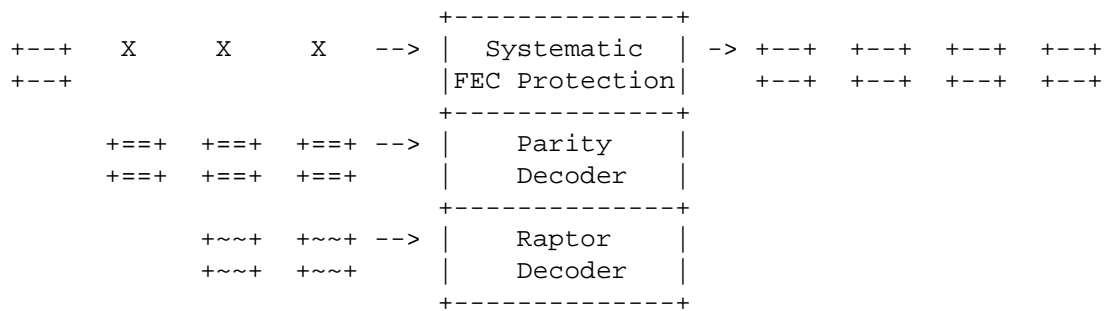 +--------------+
+--+   X    X    X   -->    |  Systematic  | -> +--+  +--+  +--+  +--+
+--+                        |FEC Protection|    +--+  +--+  +--+  +--+
                            +--------------+
      +==+  +==+  +==+ -->  |    Parity    |
      +==+  +==+  +==+      |    Decoder   |
                            +--------------+
            +~~+  +~~+ -->  |    Raptor    |
            +~~+  +~~+      |    Decoder   |
                            +--------------+